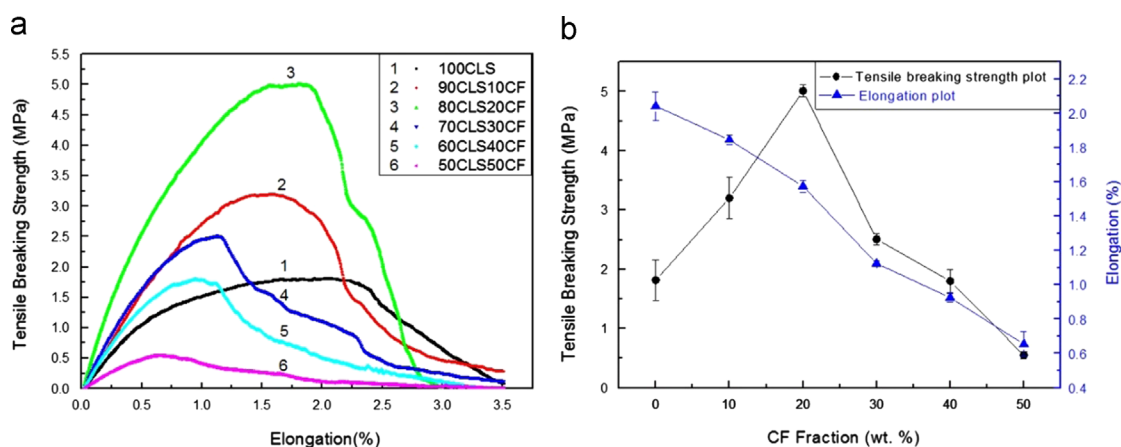 a
5.5
5.0
4.5
4.0
3.5
3.0
2.5
2.0
1.5
1.0
0.5
0.0
Tensile Breaking Strength (MPa)
0.0 0.5 1.0 1.5 2.0 2.5 3.0 3.5
Elongation(%)
1 100CLS
2 90CLS10CF
3 80CLS20CF
4 70CLS30CF
5 60CLS40CF
6 50CLS50CF
3
2
1
4
5
6
b
Tensile breaking strength plot
Elongation plot
5
4
3
2
1
0
Tensile Breaking Strength (MPa)
0 10 20 30 40 50
CF Fraction (wt. %)
2.2
2.0
1.8
1.6
1.4
1.2
1.0
0.8
0.6
0.4
Elongation (%)